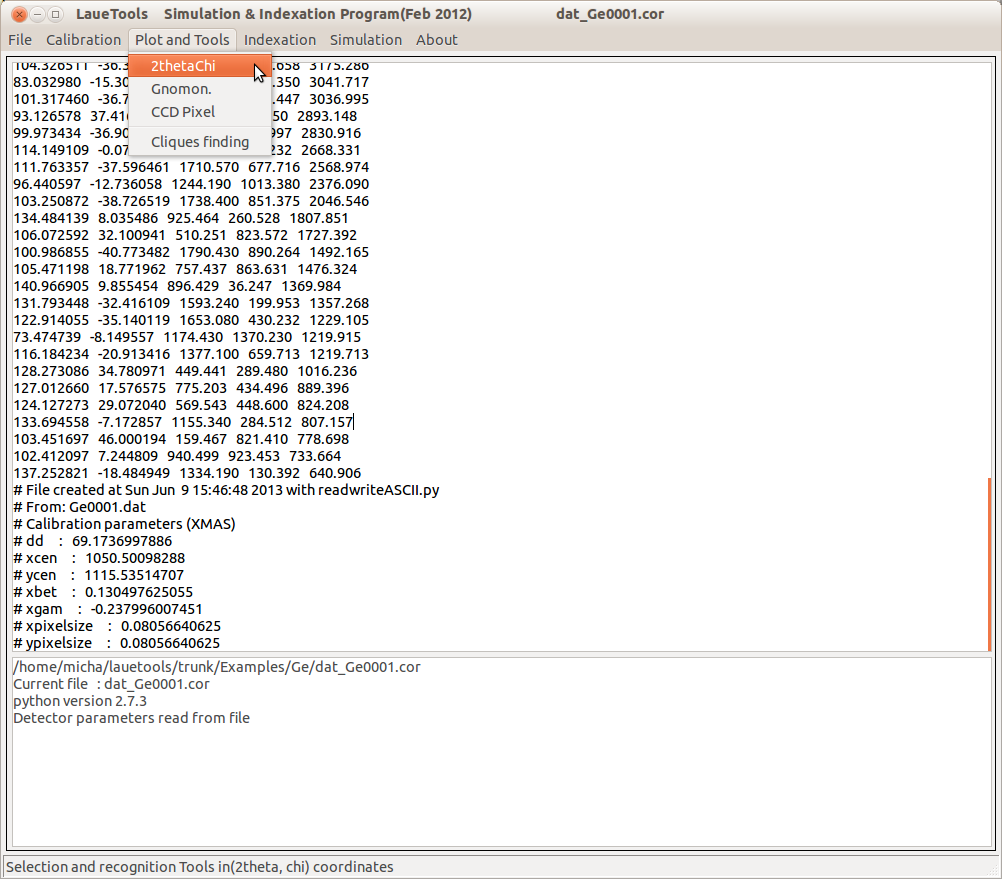 LaueTools Simulation & Indexation Program(Feb 2012) dat_Ge0001.cor
File Calibration Plot and Tools Indexation Simulation About
2thetaChi
Gnomon.
CCD Pixel
Cliques finding
104.326511 -36.3 .658 3175.286
83.032980 -15.30 .350 3041.717
101.317460 -36.7 .447 3036.995
93.126578 37.41 50 2893.148
99.973434 -36.90 997 2830.916
114.149109 -0.07 232 2668.331
111.763357 -37.596461 1710.570 677.716 2568.974
96.440597 -12.736058 1244.190 1013.380 2376.090
103.250872 -38.726519 1738.400 851.375 2046.546
134.484139 8.035486 925.464 260.528 1807.851
106.072592 32.100941 510.251 823.572 1727.392
100.986855 -40.773482 1790.430 890.264 1492.165
105.471198 18.771962 757.437 863.631 1476.324
140.966905 9.855454 896.429 36.247 1369.984
131.793448 -32.416109 1593.240 199.953 1357.268
122.914055 -35.140119 1653.080 430.232 1229.105
73.474739 -8.149557 1174.430 1370.230 1219.915
116.184234 -20.913416 1377.100 659.713 1219.713
128.273086 34.780971 449.441 289.480 1016.236
127.012660 17.576575 775.203 434.496 889.396
124.127273 29.072040 569.543 448.600 824.208
133.694558 -7.172857 1155.340 284.512 807.157
103.451697 46.000194 159.467 821.410 778.698
102.412097 7.244809 940.499 923.453 733.664
137.252821 -18.484949 1334.190 130.392 640.906
# File created at Sun Jun 9 15:46:48 2013 with readwriteASCII.py
# From: Ge0001.dat
# Calibration parameters (XMAS)
# dd : 69.1736997886
# xcen : 1050.50098288
# ycen : 1115.53514707
# xbet : 0.130497625055
# xgam : -0.237996007451
# xpixelsize : 0.08056640625
# ypixelsize : 0.08056640625
/home/micha/lauetools/trunk/Examples/Ge/dat_Ge0001.cor
Current file : dat_Ge0001.cor
python version 2.7.3
Detector parameters read from file
Selection and recognition Tools in(2theta, chi) coordinates